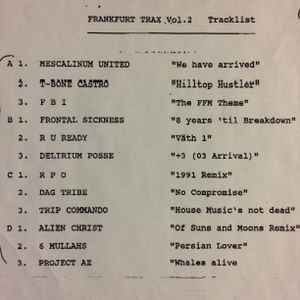 FRANKFURT TRAX Vol.2 Tracklist
A 1. MESCALINUM UNITED "We have arrived"
2. T-BONE CASTRO "Hilltop Hustler"
3. F B I "The FFM Theme"
B 1. FRONTAL SICKNESS "8 years 'til Breakdown"
2. R U READY "Väth 1"
3. DELIRIUM POSSE "+3 (03 Arrival)"
C 1. R P O "1991 Remix"
2. DAG TRIBE "No Compromise"
3. TRIP COMMANDO "House Music's not dead"
D 1. ALIEN CHRIST "Of Suns and Moons Remix"
2. 6 MULLAHS "Persian Lover"
3. PROJECT AE "Whales alive